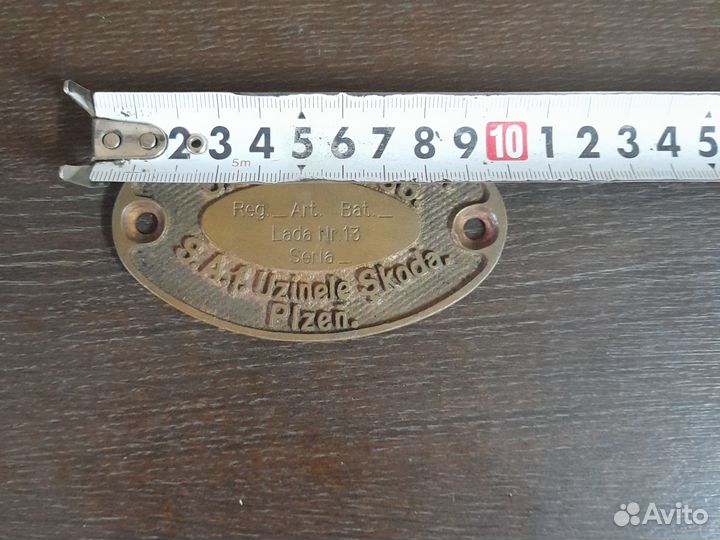 2 3 4 5 6 7 8 9 10 1 2 3 4 5
5m
Reg._ Art. Bat._
Lada Nr.13
Seria_
S.A.f. Uzinele Skoda.
Plzeň.
Avito